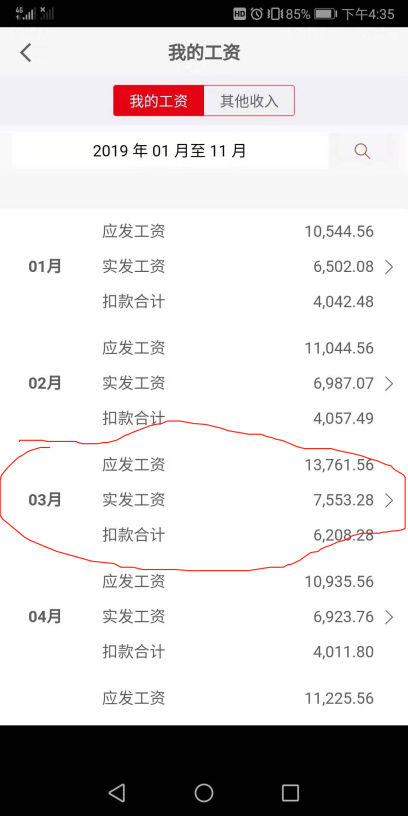 4G
HD 85% 下午4:35
我的工资
我的工资 其他收入
2019 年 01 月至 11 月
应发工资 10,544.56
01月 实发工资 6,502.08
扣款合计 4,042.48
应发工资 11,044.56
02月 实发工资 6,987.07
扣款合计 4,057.49
应发工资 13,761.56
03月 实发工资 7,553.28
扣款合计 6,208.28
应发工资 10,935.56
04月 实发工资 6,923.76
扣款合计 4,011.80
应发工资 11,225.56